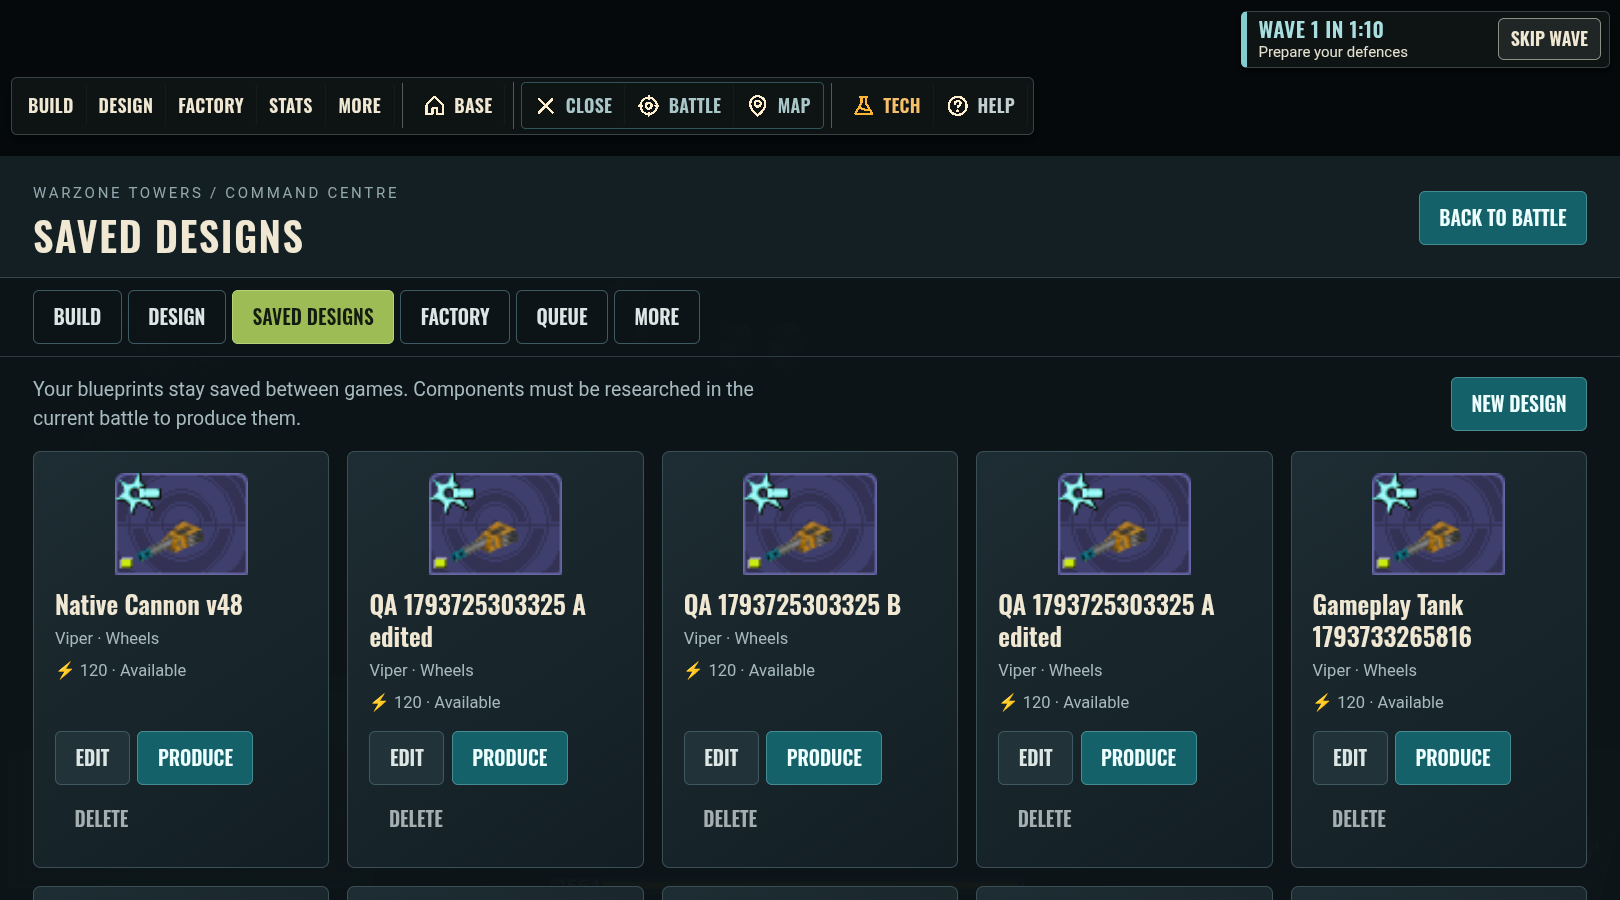 WAVE 1 IN 1:10
Prepare your defences
SKIP WAVE
BUILD DESIGN FACTORY STATS MORE BASE CLOSE BATTLE MAP TECH HELP
WARZONE TOWERS / COMMAND CENTRE
SAVED DESIGNS
BACK TO BATTLE
BUILD DESIGN SAVED DESIGNS FACTORY QUEUE MORE
Your blueprints stay saved between games. Components must be researched in the
current battle to produce them.
NEW DESIGN
Native Cannon v48
Viper · Wheels
⚡ 120 · Available
EDIT PRODUCE
DELETE
QA 1793725303325 A
edited
Viper · Wheels
⚡ 120 · Available
EDIT PRODUCE
DELETE
QA 1793725303325 B
Viper · Wheels
⚡ 120 · Available
EDIT PRODUCE
DELETE
QA 1793725303325 A
edited
Viper · Wheels
⚡ 120 · Available
EDIT PRODUCE
DELETE
Gameplay Tank
1793733265816
Viper · Wheels
⚡ 120 · Available
EDIT PRODUCE
DELETE